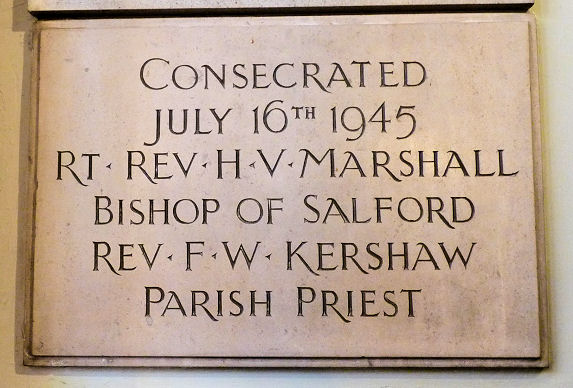 CONSECRATED
JULY 16TH 1945
RT · REV · H · V · MARSHALL
BISHOP OF SALFORD
REV · F · W · KERSHAW
PARISH PRIEST